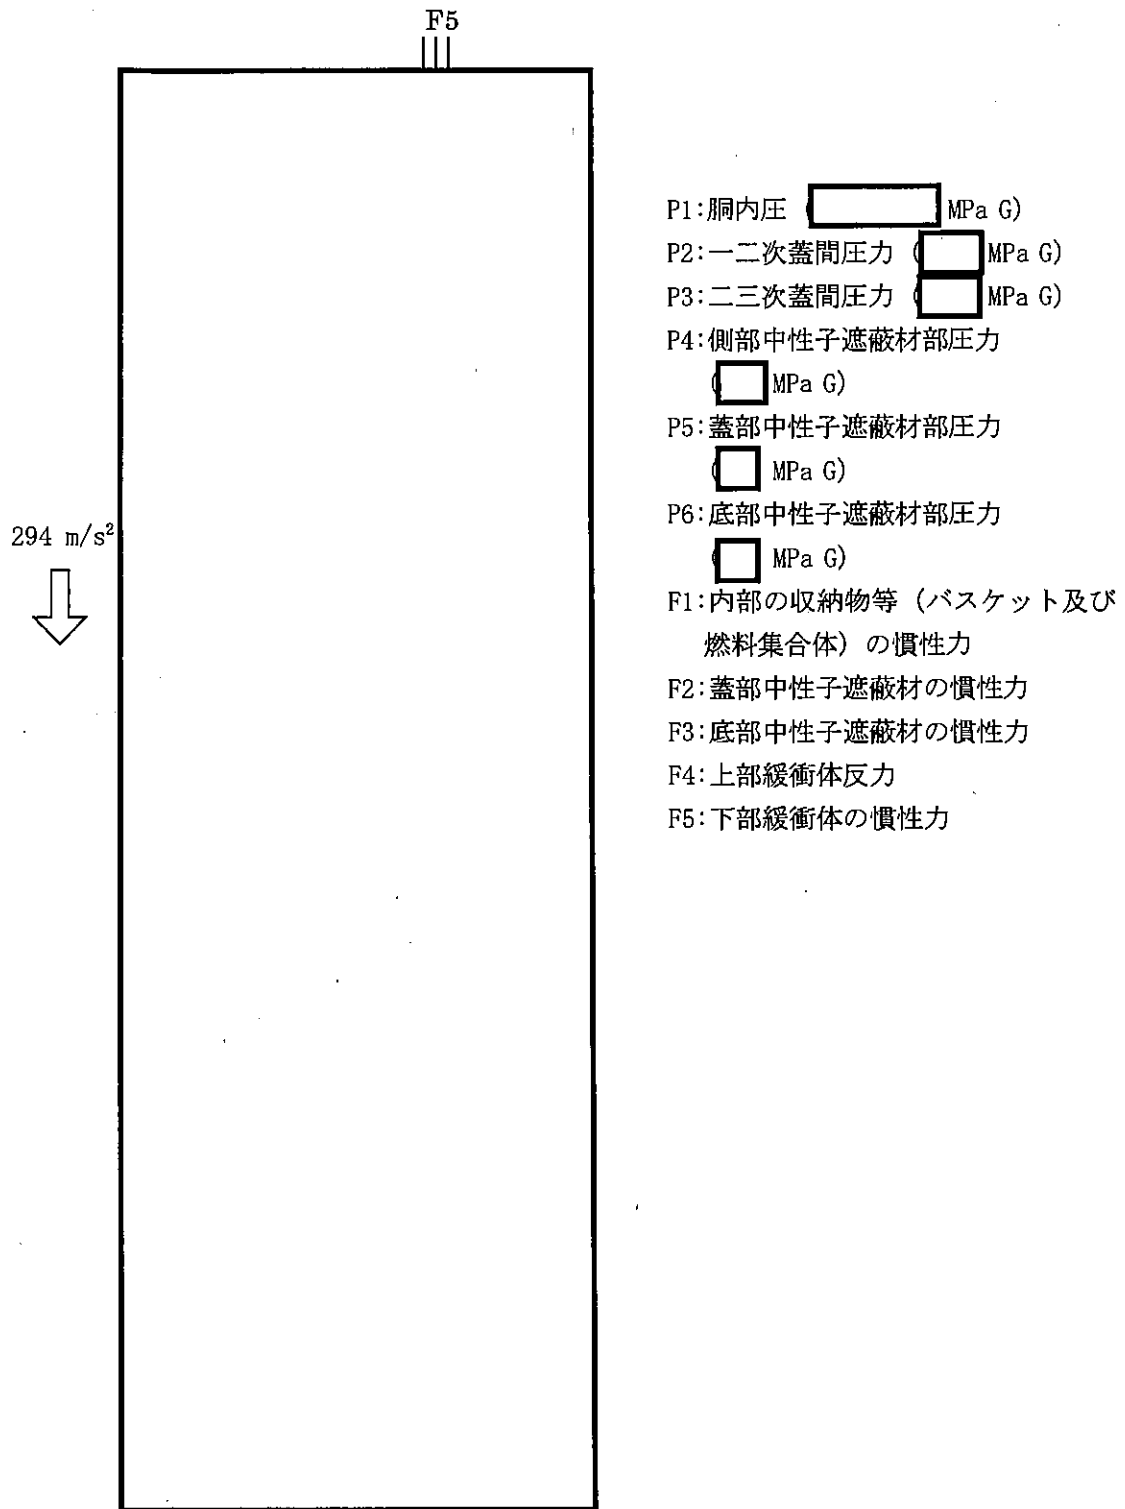 F5
294 m/s²
P1:胴内圧 ( MPa G)
P2:一二次蓋間圧力 ( MPa G)
P3:二三次蓋間圧力 ( MPa G)
P4:側部中性子遮蔽材部圧力
( MPa G)
P5:蓋部中性子遮蔽材部圧力
( MPa G)
P6:底部中性子遮蔽材部圧力
( MPa G)
F1:内部の収納物等（バスケット及び
燃料集合体）の慣性力
F2:蓋部中性子遮蔽材の慣性力
F3:底部中性子遮蔽材の慣性力
F4:上部緩衝体反力
F5:下部緩衝体の慣性力